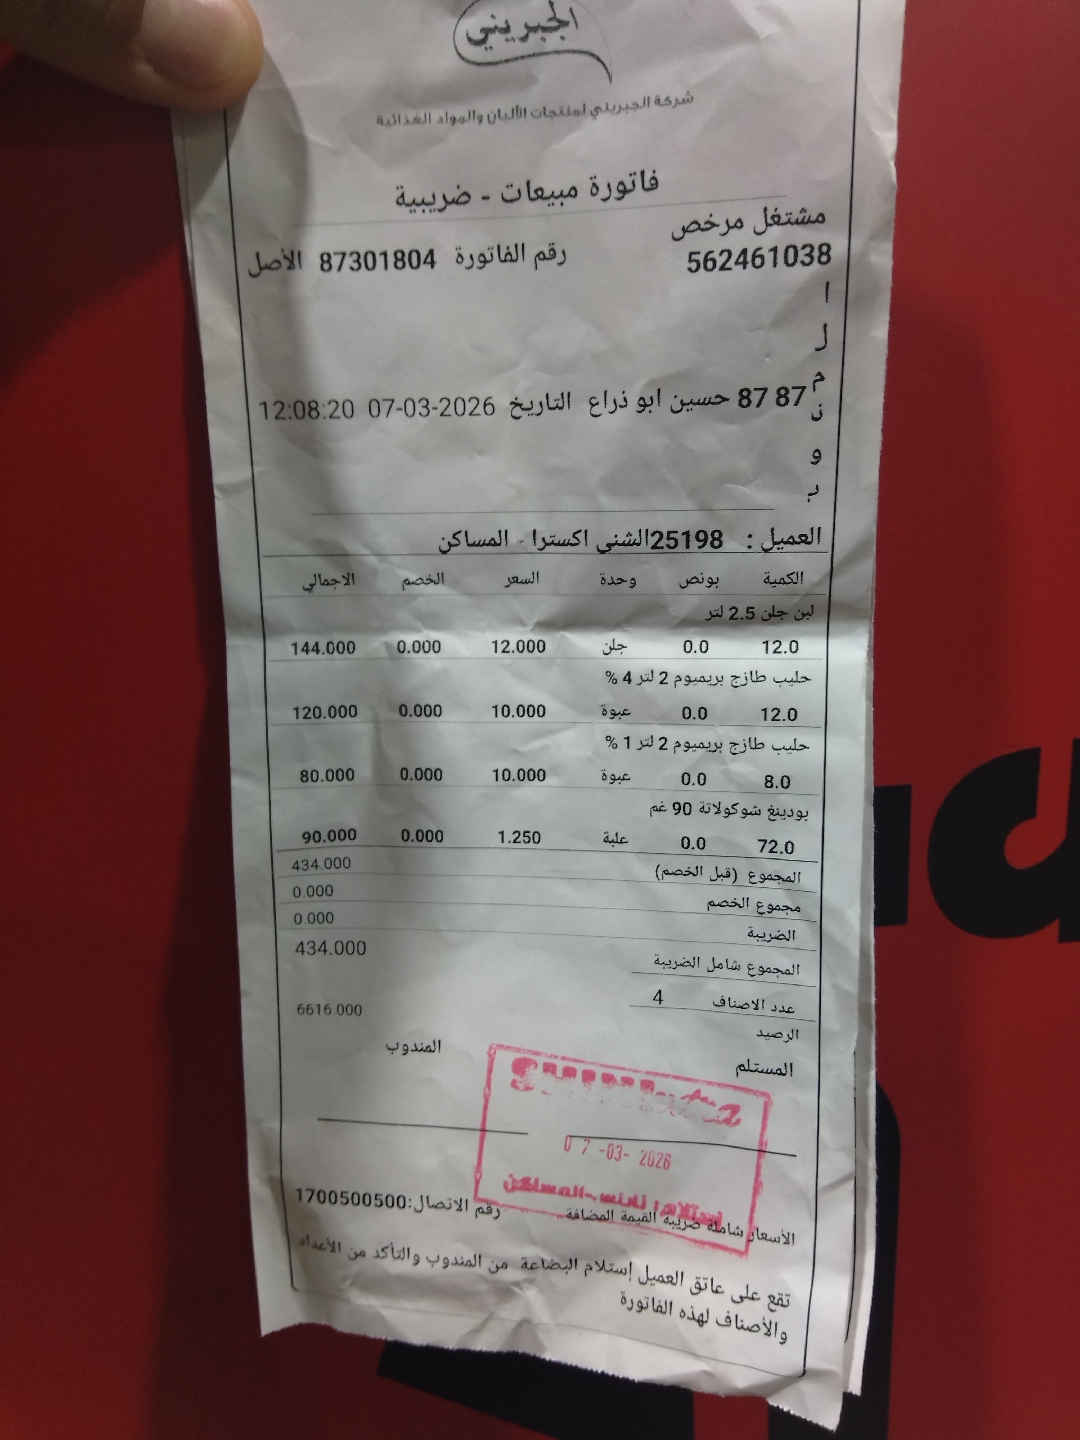 الجبريني
شركة الجبريني لمنتجات الألبان والمواد الغذائية
فاتورة مبيعات - ضريبية
مشتغل مرخص
562461038 رقم الفاتورة 87301804 الأصل
المندوب 87 87 حسين ابو ذراع التاريخ 07-03-2026 12:08:20
العميل : 25198الشني اكسترا - المساكن
الكمية بونص وحدة السعر الخصم الاجمالي
لبن جلن 2.5 لتر
12.0 0.0 جلن 12.000 0.000 144.000
حليب طازج بريميوم 2 لتر 4 %
12.0 0.0 عبوة 10.000 0.000 120.000
حليب طازج بريميوم 2 لتر 1 %
8.0 0.0 عبوة 10.000 0.000 80.000
بودينغ شوكولاتة 90 غم
72.0 0.0 علبة 1.250 0.000 90.000
المجموع (قبل الخصم) 434.000
مجموع الخصم 0.000
الضريبة 0.000
المجموع شامل الضريبة 434.000
عدد الاصناف 4
الرصيد 6616.000
المستلم المندوب
07-03-2026
المساكن
الأسعار شاملة ضريبة القيمة المضافة رقم الاتصال:1700500500
تقع على عاتق العميل إستلام البضاعة من المندوب والتأكد من الأعداد
والأصناف لهذه الفاتورة